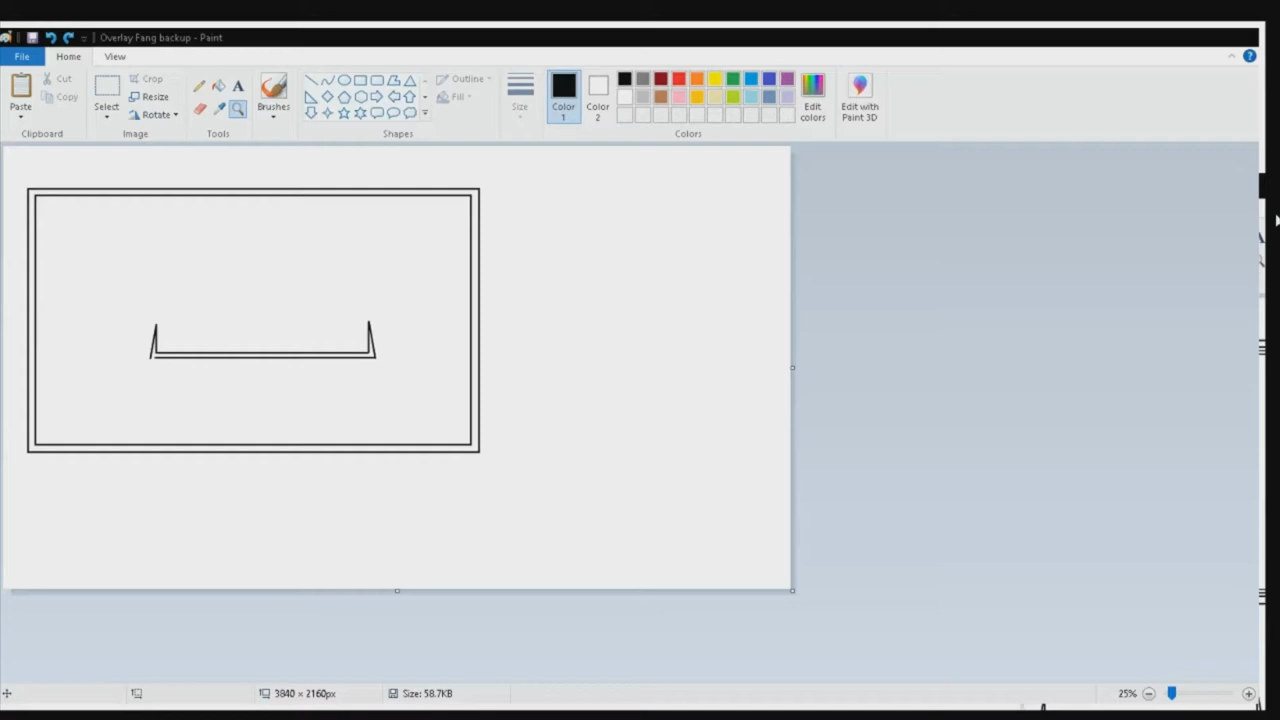 Overlay Fang backup - Paint
File Home View
Paste
Cut
Copy
Clipboard
Select
Crop
Resize
Rotate
Image
A
Tools
Brushes
Shapes
Outline
Fill
Size
Color 1
Color 2
Edit colors
Colors
Edit with Paint 3D
3840 × 2160px
Size: 58.7KB
25%